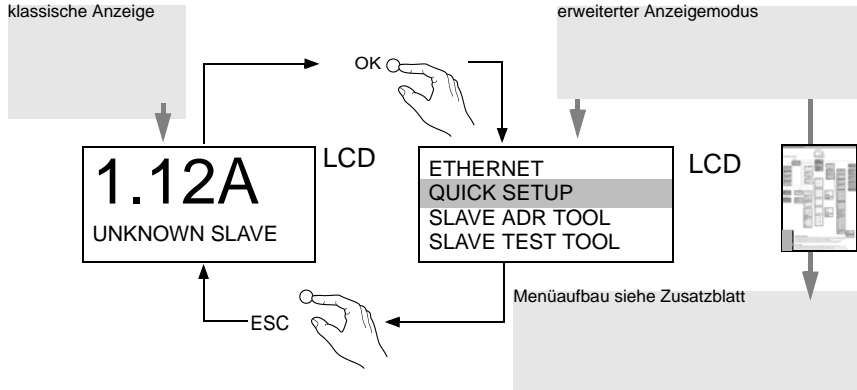 klassische Anzeige
erweiterter Anzeigemodus
OK
1.12A
UNKNOWN SLAVE
LCD
ETHERNET
QUICK SETUP
SLAVE ADR TOOL
SLAVE TEST TOOL
LCD
ESC
Menüaufbau siehe Zusatzblatt